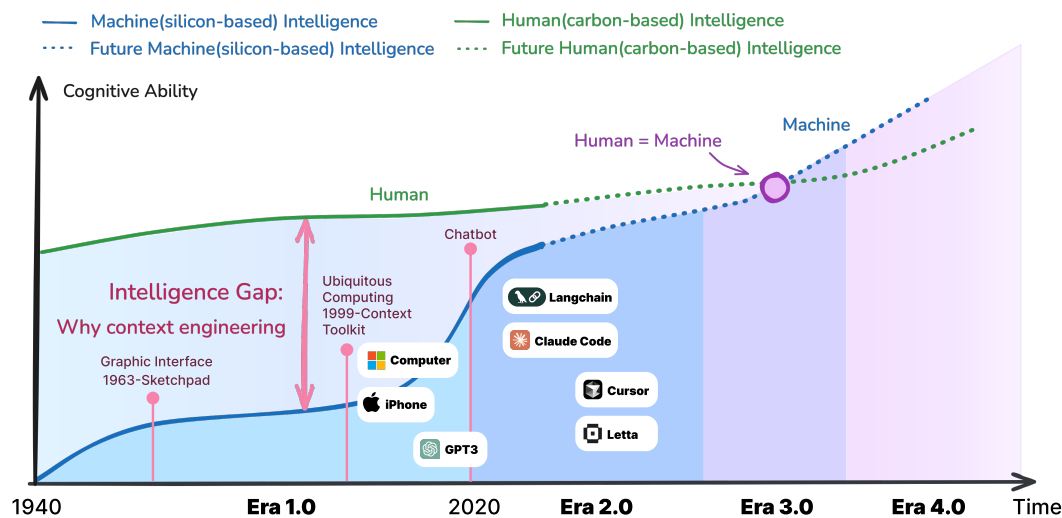 Machine(silicon-based) Intelligence
Human(carbon-based) Intelligence
Future Machine(silicon-based) Intelligence
Future Human(carbon-based) Intelligence
Cognitive Ability
Machine
Human = Machine
Human
Chatbot
Intelligence Gap:
Why context engineering
Ubiquitous
Computing
1999-Context
Toolkit
Graphic Interface
1963-Sketchpad
Langchain
Claude Code
Computer
iPhone
Cursor
Letta
GPT3
1940
Era 1.0
2020
Era 2.0
Era 3.0
Era 4.0
Time